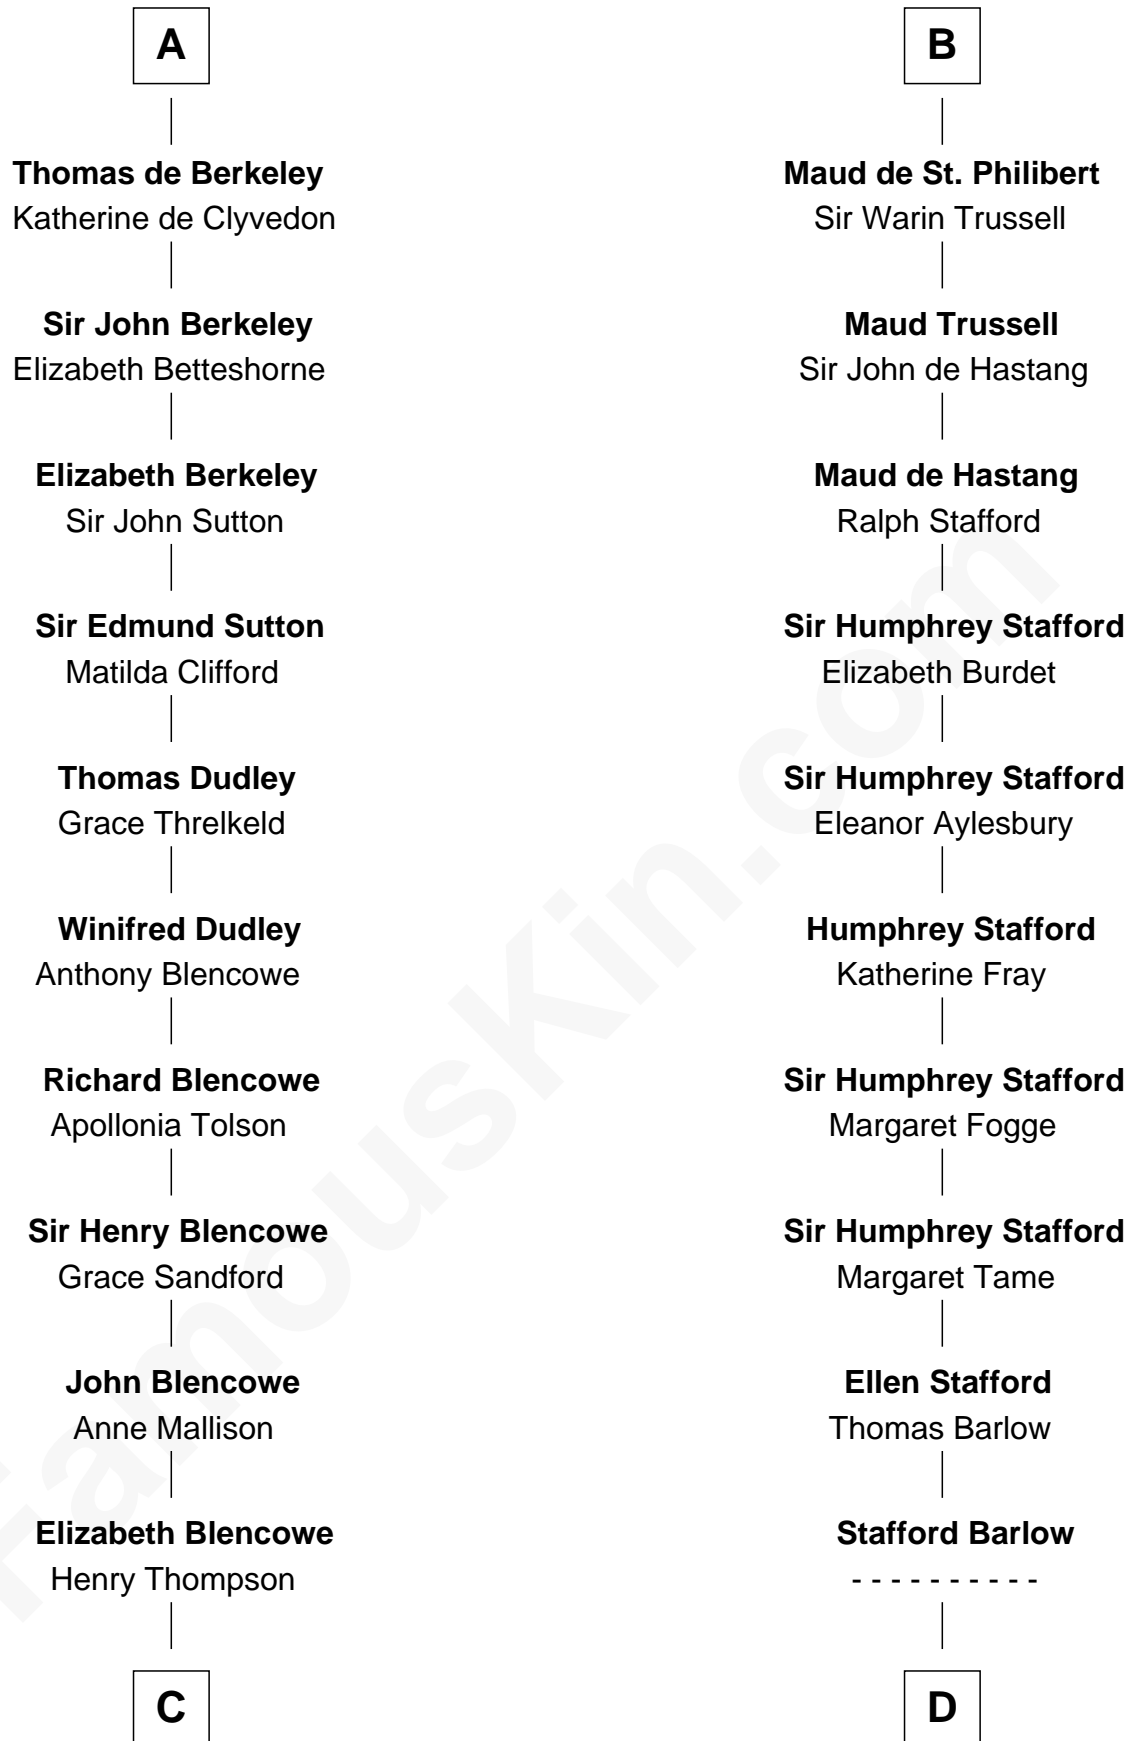 A
Thomas de Berkeley
Katherine de Clyvedon
Sir John Berkeley
Elizabeth Betteshorne
Elizabeth Berkeley
Sir John Sutton
Sir Edmund Sutton
Matilda Clifford
Thomas Dudley
Grace Threlkeld
Winifred Dudley
Anthony Blencowe
Richard Blencowe
Apollonia Tolson
Sir Henry Blencowe
Grace Sandford
John Blencowe
Anne Mallison
Elizabeth Blencowe
Henry Thompson
C
B
Maud de St. Philibert
Sir Warin Trussell
Maud Trussell
Sir John de Hastang
Maud de Hastang
Ralph Stafford
Sir Humphrey Stafford
Elizabeth Burdet
Sir Humphrey Stafford
Eleanor Aylesbury
Humphrey Stafford
Katherine Fray
Sir Humphrey Stafford
Margaret Fogge
Sir Humphrey Stafford
Margaret Tame
Ellen Stafford
Thomas Barlow
Stafford Barlow
- - - - - - - - - -
D
FamousKin.com